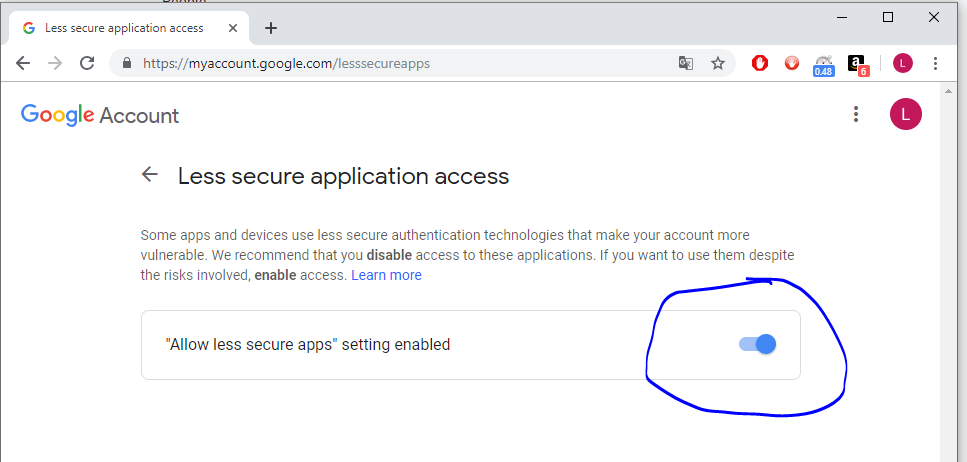 Less secure application access
https://myaccount.google.com/lesssecureapps
0.48
a
6
L
Google Account
L
Less secure application access
Some apps and devices use less secure authentication technologies that make your account more
vulnerable. We recommend that you disable access to these applications. If you want to use them despite
the risks involved, enable access. Learn more
"Allow less secure apps" setting enabled